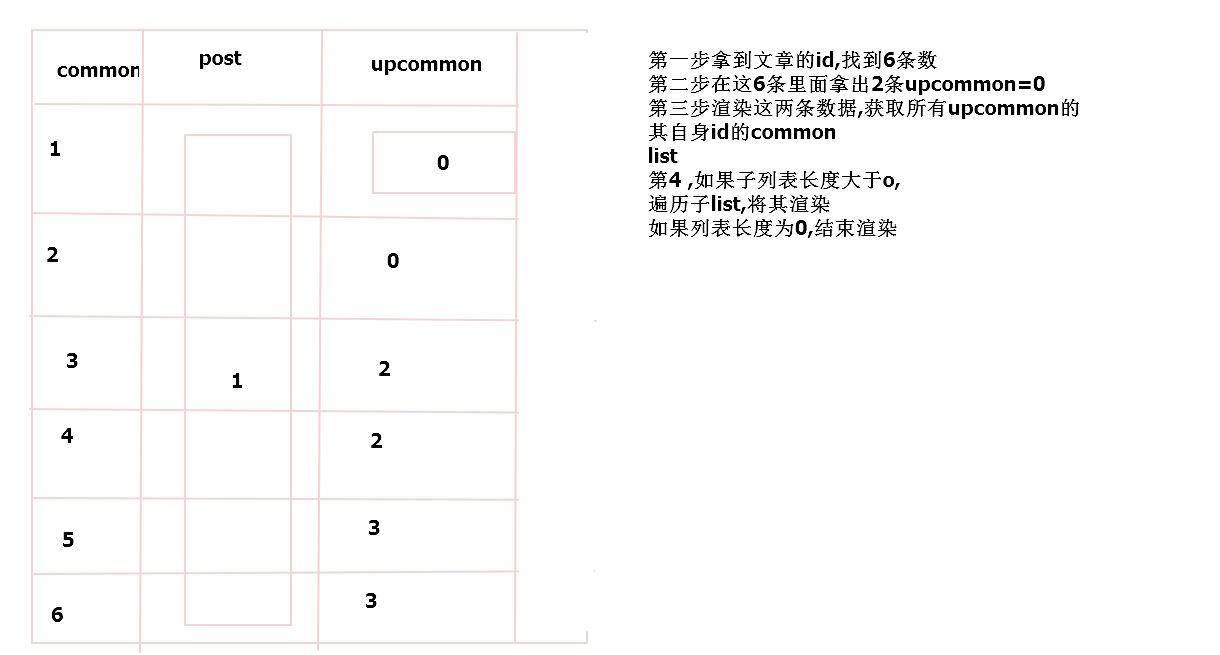 common post upcommon
1 0
2 0
3 1 2
4 2
5 3
6 3
第一步拿到文章的id,找到6条数
第二步在这6条里面拿出2条upcommon=0
第三步渲染这两条数据,获取所有upcommon的
其自身id的common
list
第4 ,如果子列表长度大于o,
遍历子list,将其渲染
如果列表长度为0,结束渲染